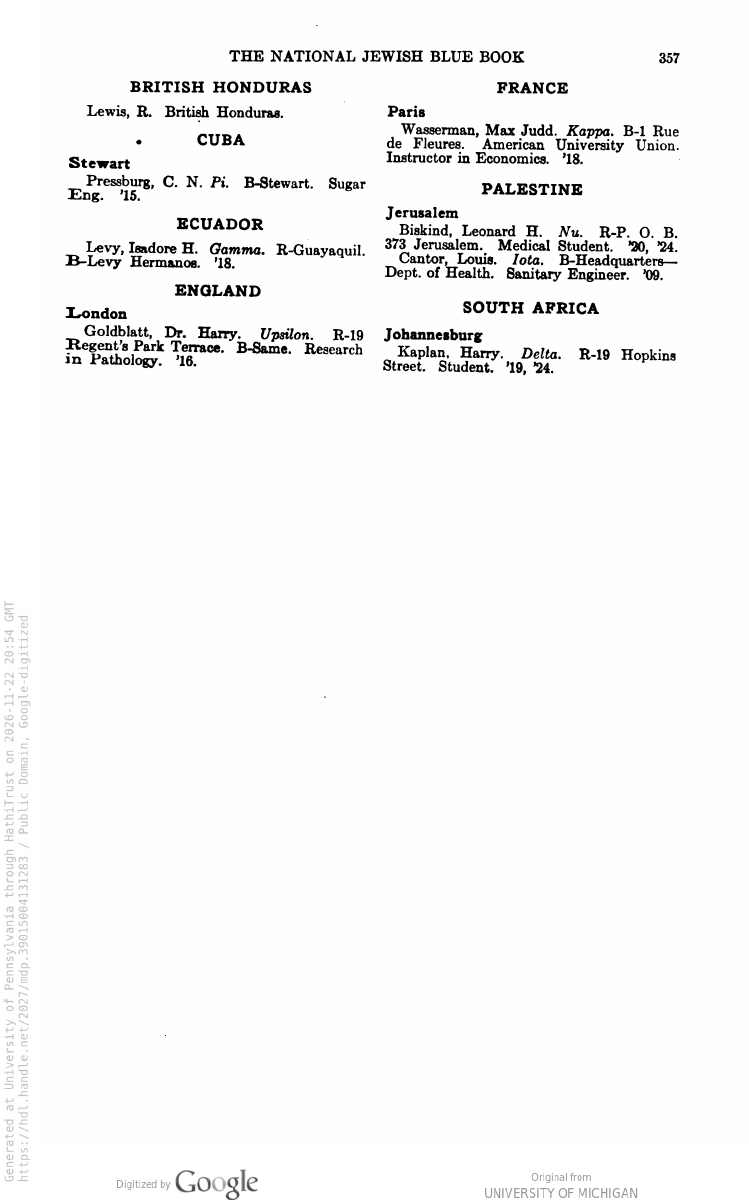 THE NATIONAL JEWISH BLUE BOOK 357
BRITISH HONDURAS
Lewis, R. British Honduras.
CUBA
Stewart
Pressburg, C. N. Pi. B-Stewart. Sugar
Eng. '15.
ECUADOR
Levy, Isadore H. Gamma. R-Guayaquil.
B-Levy Hermanos. '18.
ENGLAND
London
Goldblatt, Dr. Harry. Upsilon. R-19
Regent's Park Terrace. B-Same. Research
in Pathology. '16.
FRANCE
Paris
Wasserman, Max Judd. Kappa. B-1 Rue
de Fleures. American University Union.
Instructor in Economics. '18.
PALESTINE
Jerusalem
Biskind, Leonard H. Nu. R-P. O. B.
373 Jerusalem. Medical Student. '20, '24.
Cantor, Louis. Iota. B-Headquarters—
Dept. of Health. Sanitary Engineer. '09.
SOUTH AFRICA
Johannesburg
Kaplan, Harry. Delta. R-19 Hopkins
Street. Student. '19, '24.
Generated at University of Pennsylvania through HathiTrust on 2026-11-22 20:54 GMT
https://hdl.handle.net/2027/mdp.39015004131283 / Public Domain, Google-digitized
Digitized by Google
Original from
UNIVERSITY OF MICHIGAN